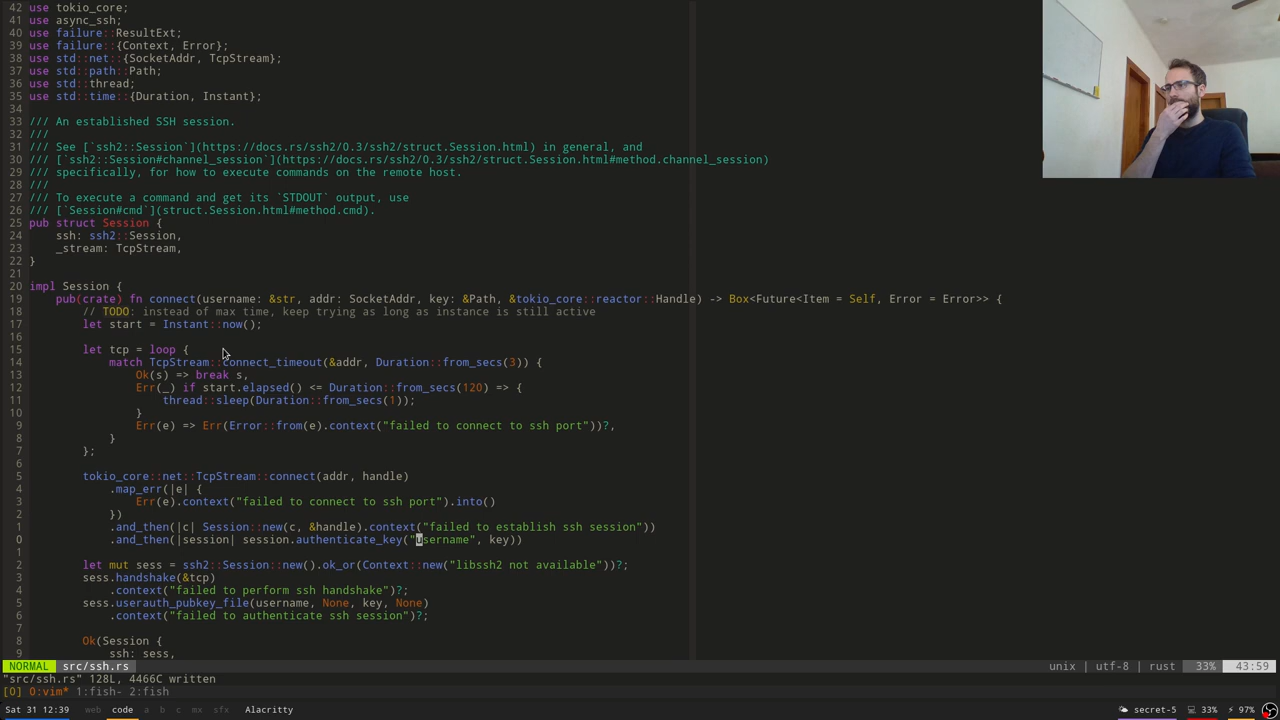 42 use tokio_core;
41 use async_ssh;
40 use failure::ResultExt;
39 use failure::{Context, Error};
38 use std::net::{SocketAddr, TcpStream};
37 use std::path::Path;
36 use std::thread;
35 use std::time::{Duration, Instant};
34
33 /// An established SSH session.
32 ///
31 /// See [`ssh2::Session`](https://docs.rs/ssh2/0.3/ssh2/struct.Session.html) in general, and
30 /// [`ssh2::Session#channel_session`](https://docs.rs/ssh2/0.3/ssh2/struct.Session.html#method.channel_session)
29 /// specifically, for how to execute commands on the remote host.
28 ///
27 /// To execute a command and get its `STDOUT` output, use
26 /// [`Session#cmd`](struct.Session.html#method.cmd).
25 pub struct Session {
24     ssh: ssh2::Session,
23     _stream: TcpStream,
22 }
21
20 impl Session {
19     pub(crate) fn connect(username: &str, addr: SocketAddr, key: &Path, &tokio_core::reactor::Handle) -> Box<Future<Item = Self, Error = Error>> {
18         // TODO: instead of max time, keep trying as long as instance is still active
17         let start = Instant::now();
16
15         let tcp = loop {
14             match TcpStream::connect_timeout(&addr, Duration::from_secs(3)) {
13                 Ok(s) => break s,
12                 Err(_) if start.elapsed() <= Duration::from_secs(120) => {
11                     thread::sleep(Duration::from_secs(1));
10                 }
9                 Err(e) => Err(Error::from(e).context("failed to connect to ssh port"))?,
8             }
7         };
6
5         tokio_core::net::TcpStream::connect(addr, handle)
4             .map_err(|e| {
3                 Err(e).context("failed to connect to ssh port").into()
2             })
1             .and_then(|c| Session::new(c, &handle).context("failed to establish ssh session"))
0             .and_then(|session| session.authenticate_key("username", key))
1
2         let mut sess = ssh2::Session::new().ok_or(Context::new("libssh2 not available"))?;
3         sess.handshake(&tcp)
4             .context("failed to perform ssh handshake")?;
5         sess.userauth_pubkey_file(username, None, key, None)
6             .context("failed to authenticate ssh session")?;
7
8         Ok(Session {
9             ssh: sess,
NORMAL src/ssh.rs unix | utf-8 | rust 33% 43:59
"src/ssh.rs" 128L, 4466C written
[0] 0:vim* 1:fish- 2:fish
Sat 31 12:39 web code a b c mx sfx Alacritty secret-5 33% 97%